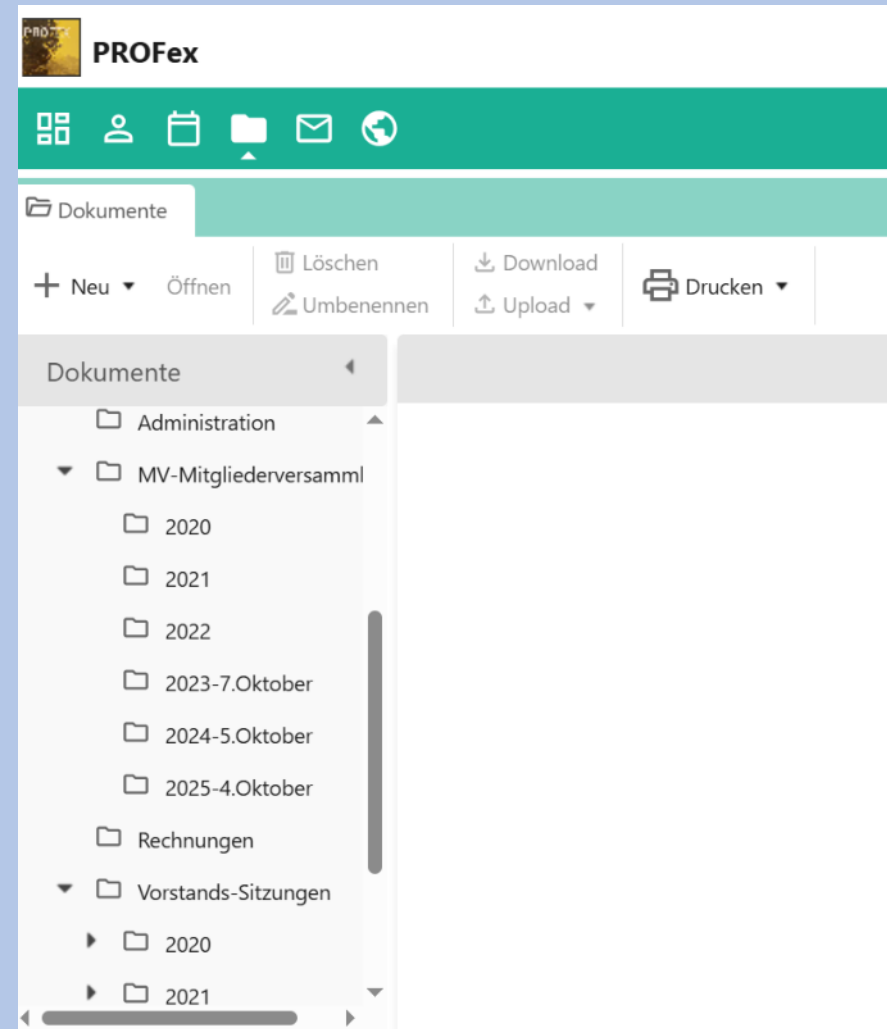 PROFex
Dokumente
Neu Öffnen Löschen Download Drucken
Umbenennen Upload
Dokumente
Administration
MV-Mitgliederversamml
2020
2021
2022
2023-7.Oktober
2024-5.Oktober
2025-4.Oktober
Rechnungen
Vorstands-Sitzungen
2020
2021